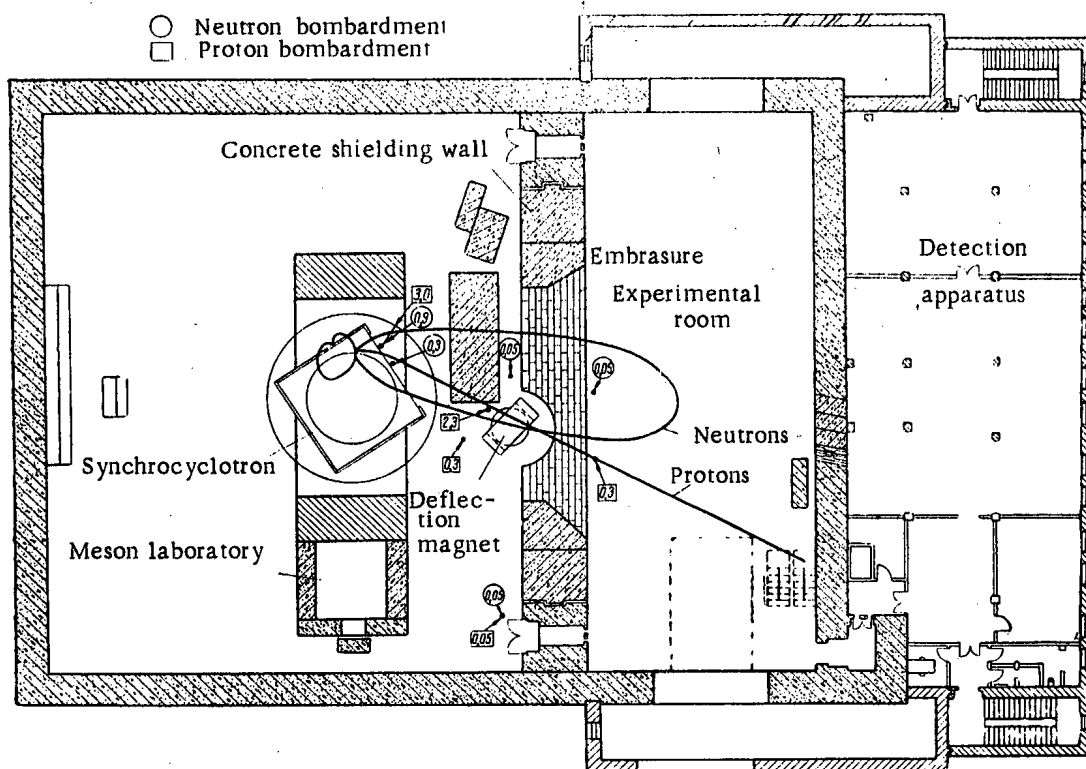 Neutron bombardment
Proton bombardment
Concrete shielding wall
Embrasure
Experimental
room
Detection
apparatus
3,0
0,9
0,3
0,05
0,05
2,3
0,3
Neutrons
Synchrocyclotron
0,3
Protons
Deflec-
tion
magnet
Meson laboratory
0,05
0,05